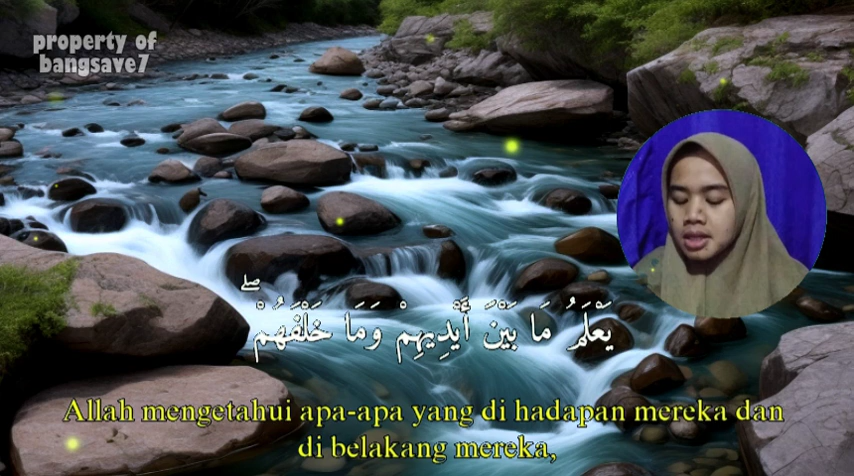 property of
bangsave7
يَعْلَمُ مَا بَيْنَ أَيْدِيهِمْ وَمَا خَلْفَهُمْ ۖ
Allah mengetahui apa-apa yang di hadapan mereka dan
di belakang mereka,